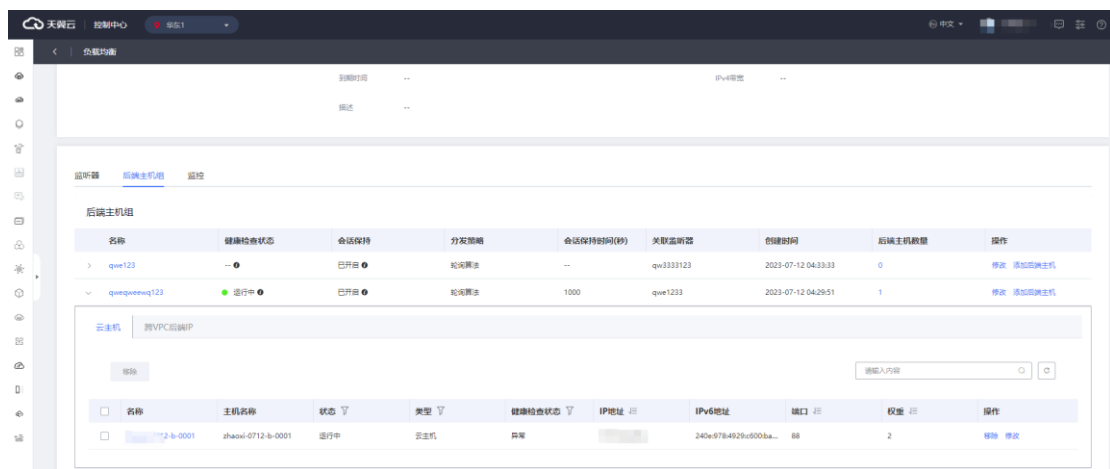 天翼云 控制中心 华东1 中文
负载均衡
到期时间 -- IPv4带宽 --
描述 --
监听器 后端主机组 监控
后端主机组
名称 健康检查状态 会话保持 分发策略 会话保持时间(秒) 关联监听器 创建时间 后端主机数量 操作
qwe123 -- 已开启 轮询算法 -- qw3333123 2023-07-12 04:33:33 0 修改 添加后端主机
qweqweewq123 运行中 已开启 轮询算法 1000 qwe1233 2023-07-12 04:29:51 1 修改 添加后端主机
云主机 跨VPC后端IP
移除 请输入内容
名称 主机名称 状态 类型 健康检查状态 IP地址 IPv6地址 端口 权重 操作
12-b-0001 zhaoxi-0712-b-0001 运行中 云主机 异常 240e:978:4929:c600:ba... 88 2 移除 修改